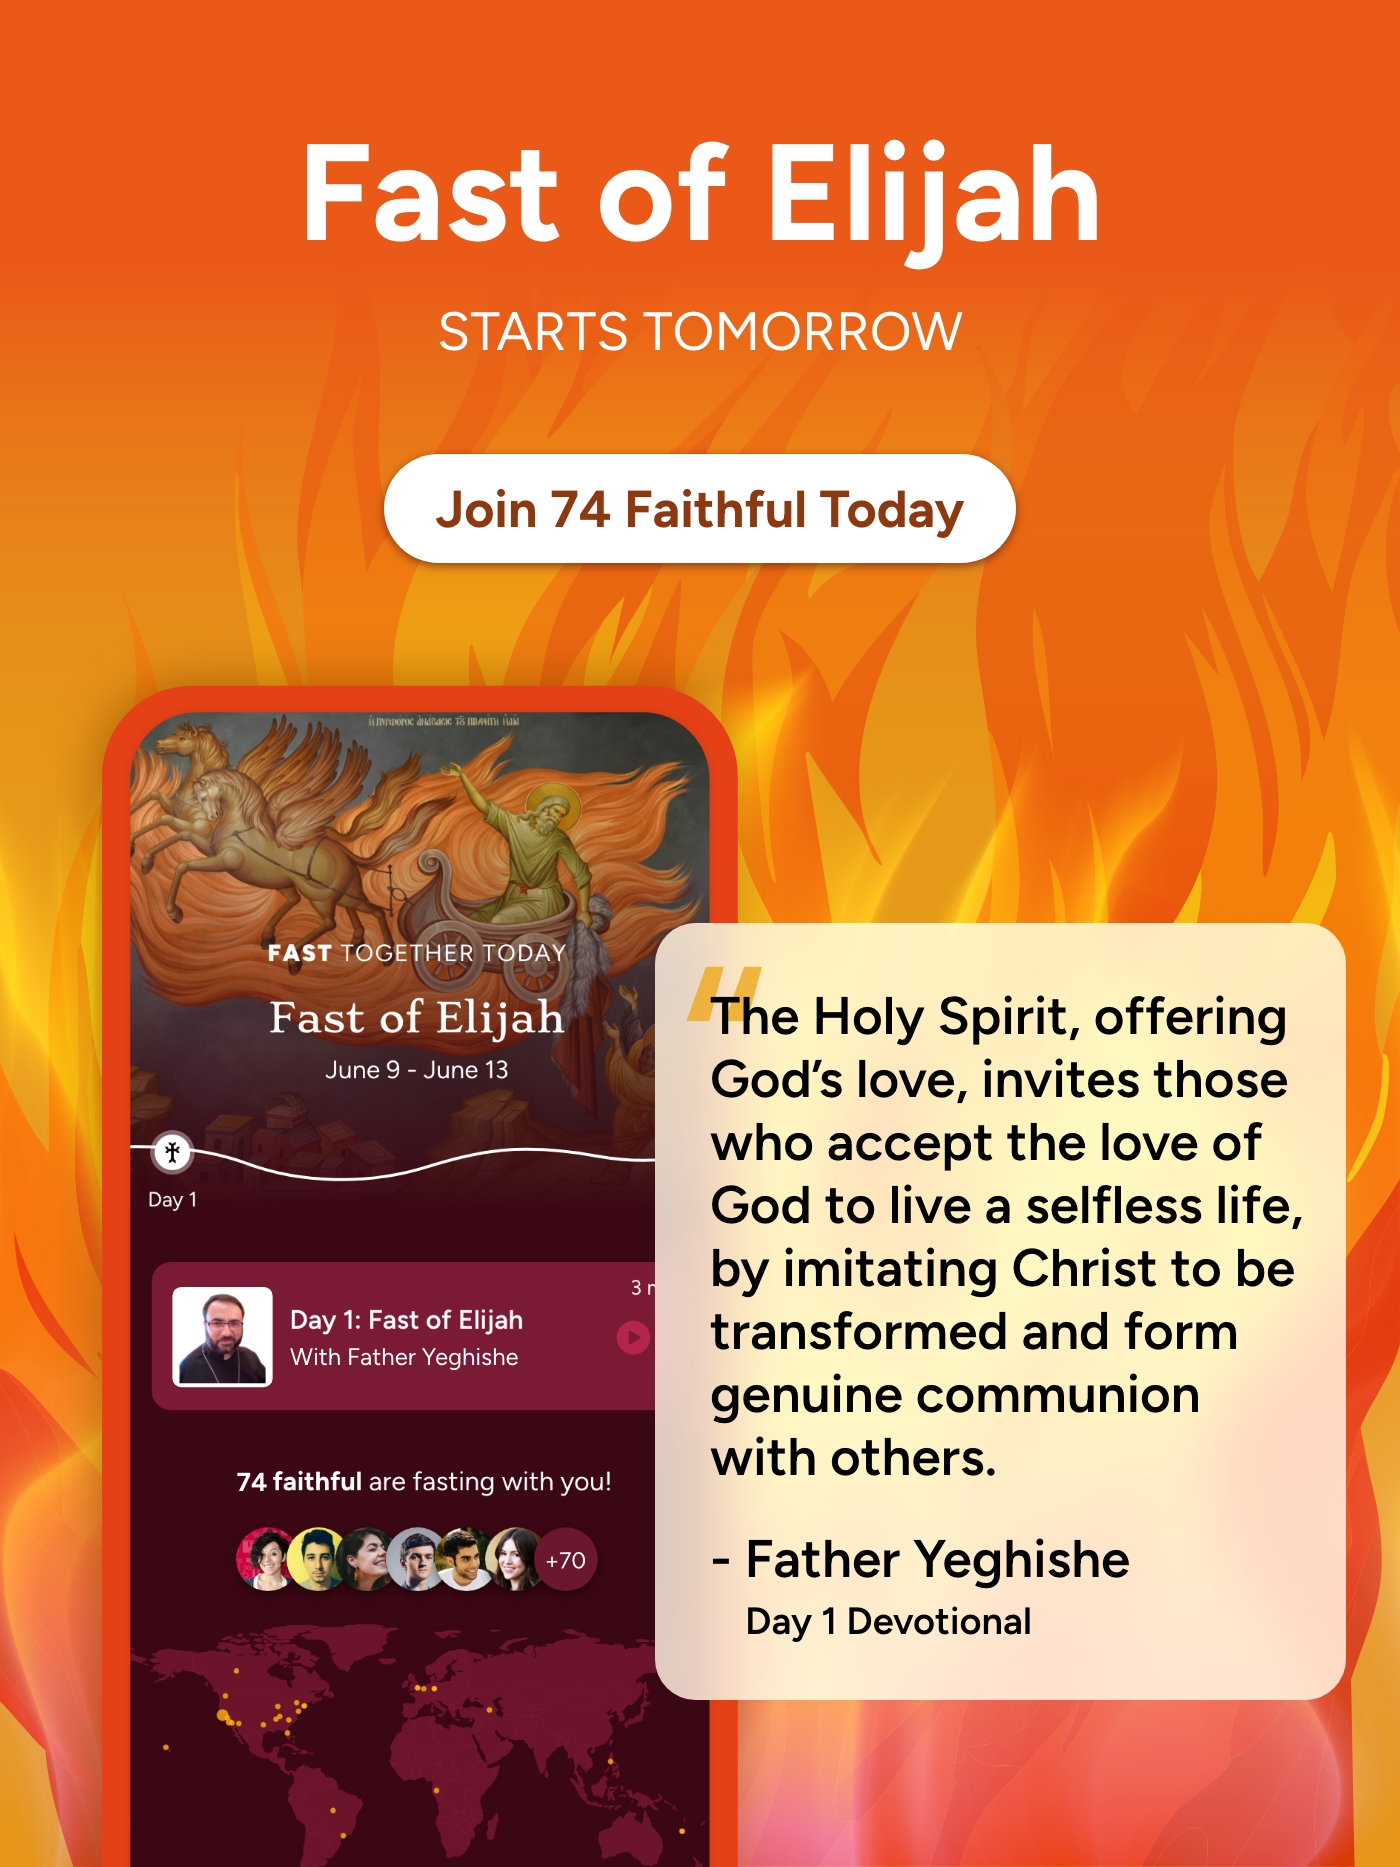 Fast of Elijah
STARTS TOMORROW
Join 74 Faithful Today
FAST TOGETHER TODAY
Fast of Elijah
June 9 - June 13
Day 1
3
Day 1: Fast of Elijah
With Father Yeghishe
74 faithful are fasting with you!
+70
"The Holy Spirit, offering
God's love, invites those
who accept the love of
God to live a selfless life,
by imitating Christ to be
transformed and form
genuine communion
with others.
- Father Yeghishe
Day 1 Devotional